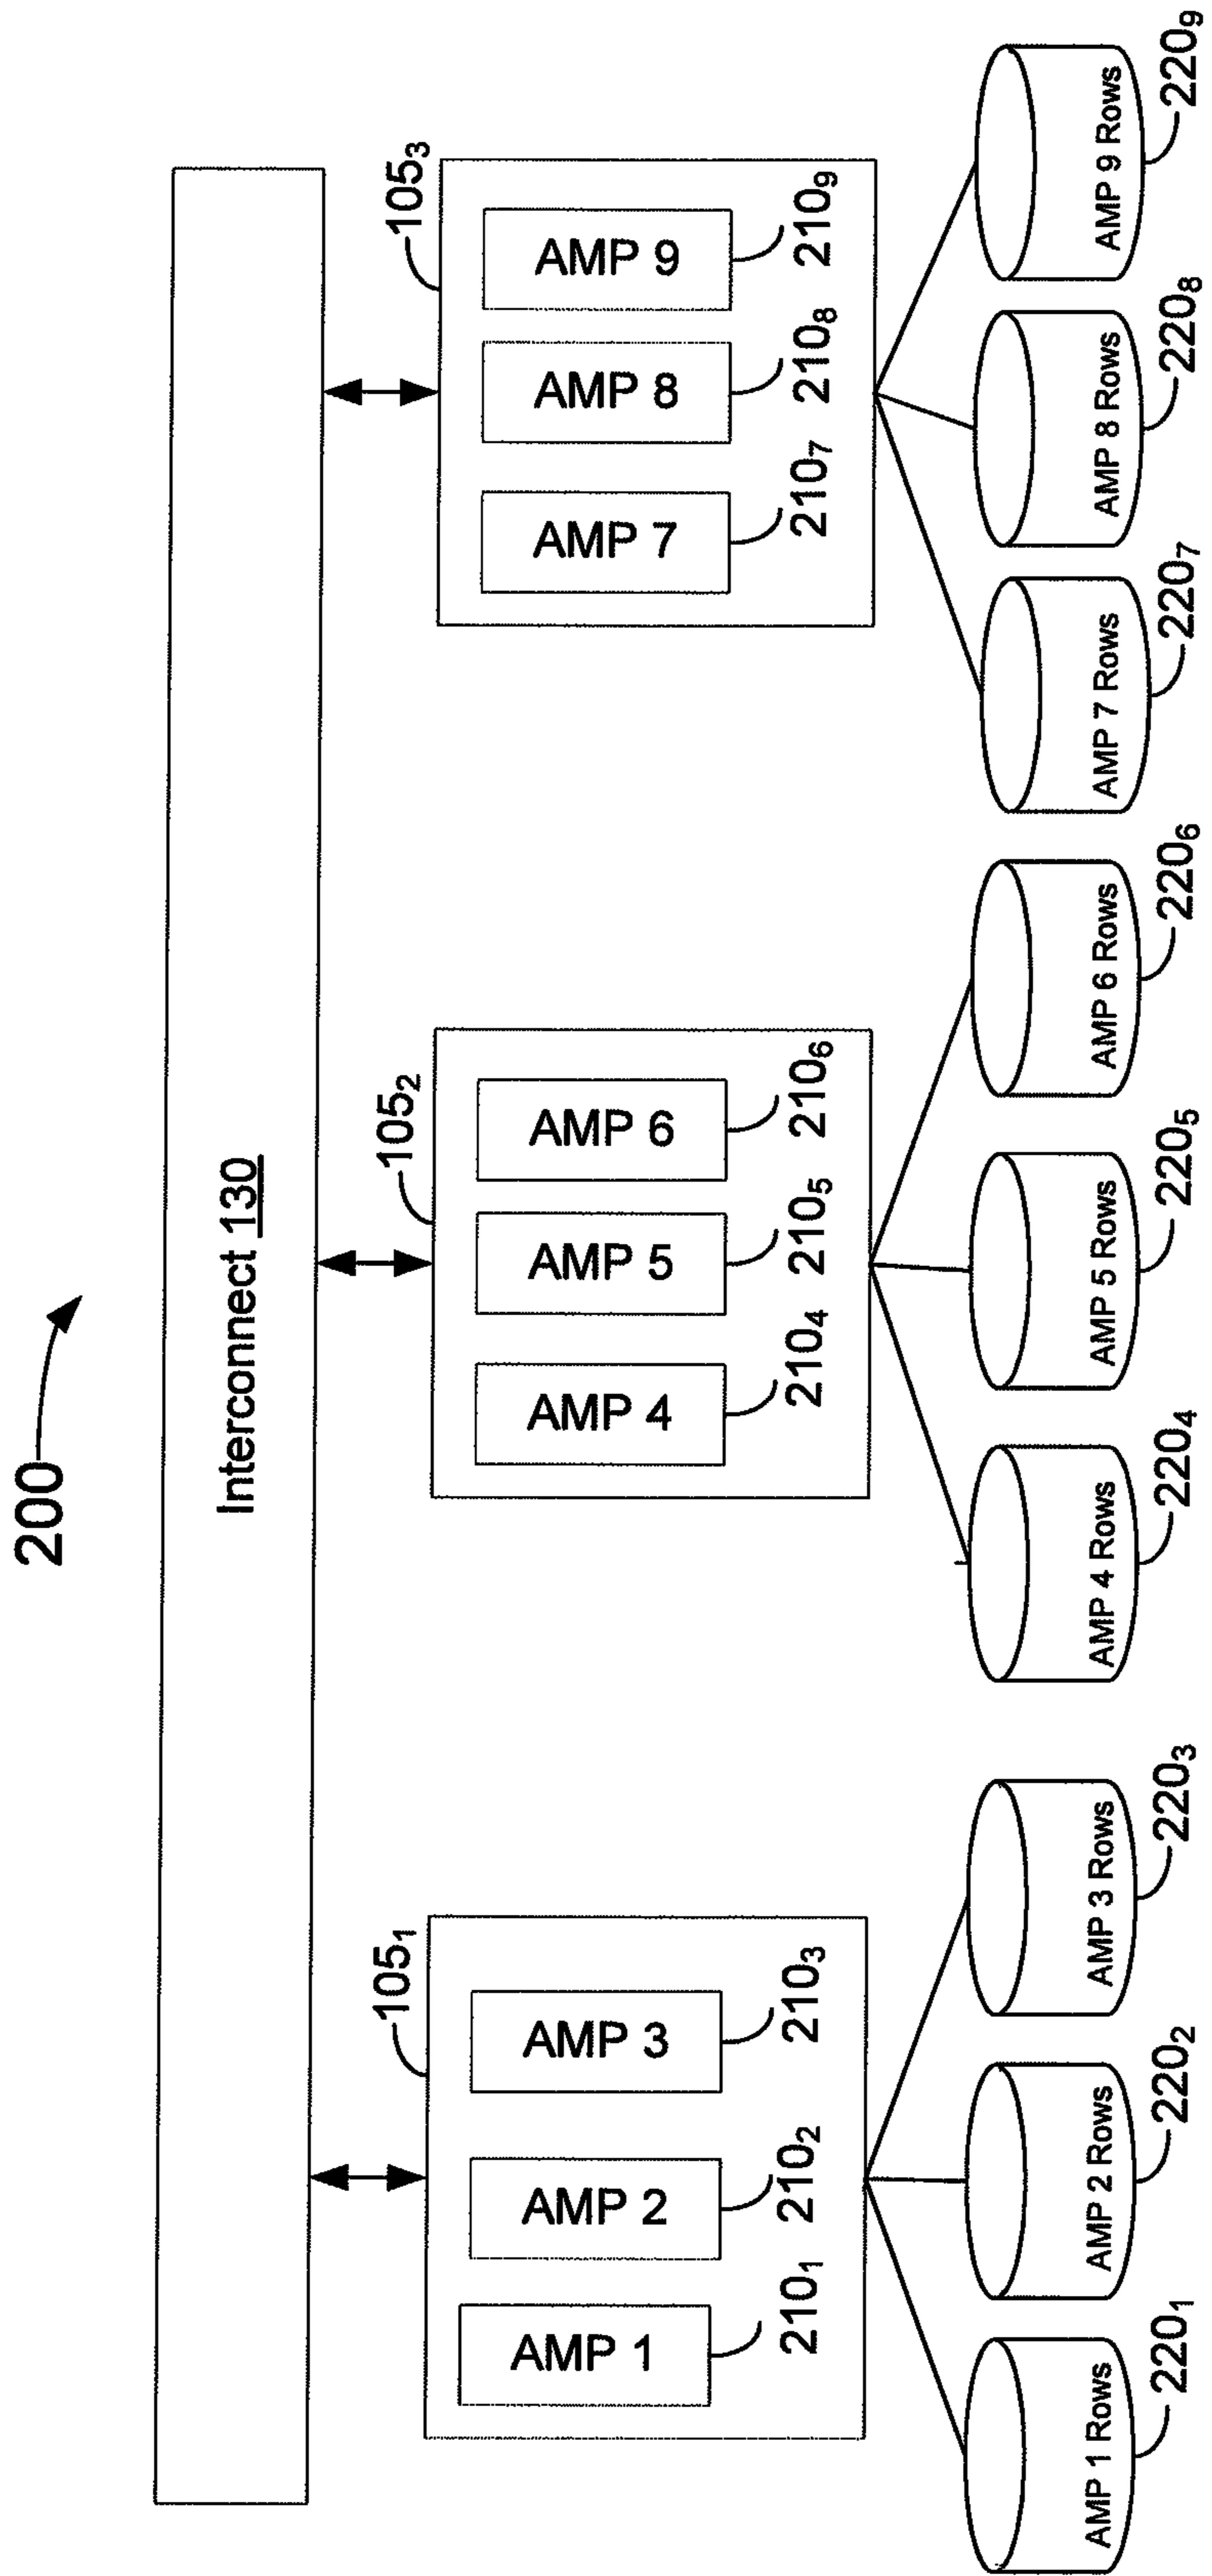 200
Interconnect 130
105₁
105₂
105₃
AMP 1
AMP 2
AMP 3
AMP 4
AMP 5
AMP 6
AMP 7
AMP 8
AMP 9
210₁
210₂
210₃
210₄
210₅
210₆
210₇
210₈
210₉
AMP 1 Rows
AMP 2 Rows
AMP 3 Rows
AMP 4 Rows
AMP 5 Rows
AMP 6 Rows
AMP 7 Rows
AMP 8 Rows
AMP 9 Rows
220₁
220₂
220₃
220₄
220₅
220₆
220₇
220₈
220₉